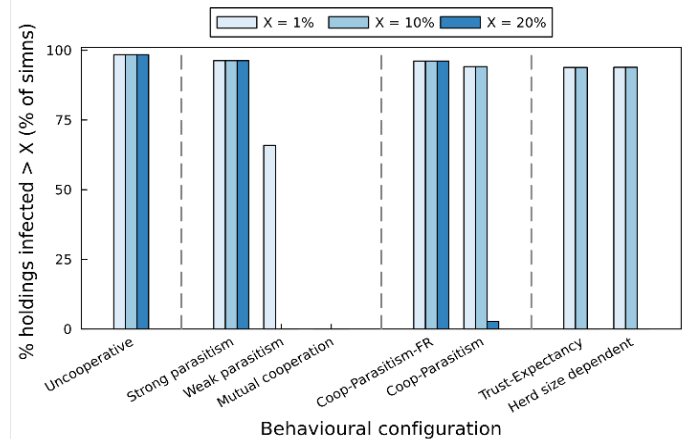 X = 1% X = 10% X = 20%
% holdings infected > X (% of simns)
100
75
50
25
0
Uncooperative
Strong parasitism
Weak parasitism
Mutual cooperation
Coop-Parasitism-FR
Coop-Parasitism
Trust-Expectancy
Herd size dependent
Behavioural configuration